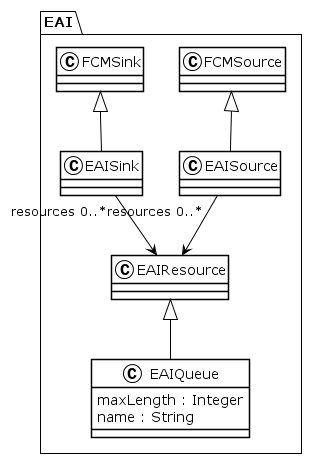 EAI
C FCMSink
C FCMSource
C EAISink
C EAISource
resources 0..*
resources 0..*
C EAIResource
C EAIQueue
maxLength : Integer
name : String